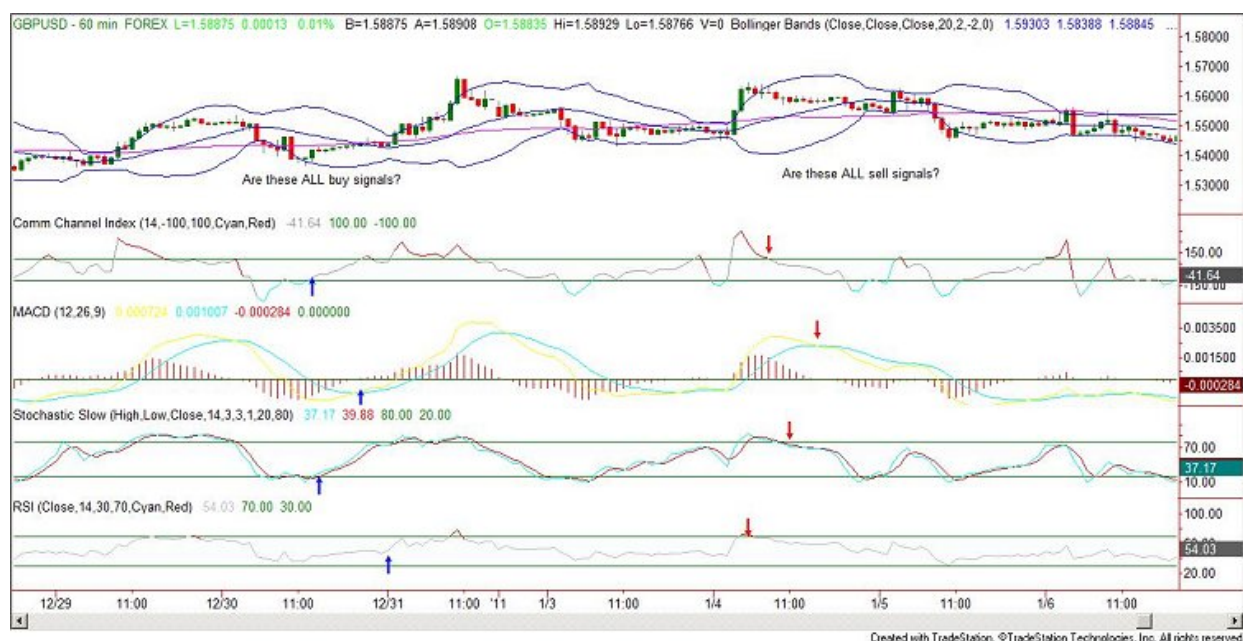 GBPUSD - 60 min FOREX L=1.58875 0.00013 0.01% B=1.58875 A=1.58908 O=1.58835 Hi=1.58929 Lo=1.58766 V=0 Bollinger Bands (Close,Close,Close,20,2,-2,0) 1.59303 1.58388 1.58845 ...
1.58000
1.57000
1.56000
1.55000
1.54000
1.53000
Are these ALL buy signals?
Are these ALL sell signals?
Comm Channel Index (14,-100,100,Cyan,Red) -41.64 100.00 -100.00
150.00
-41.64
-150.00
MACD (12,26,9) 0.000724 0.001007 -0.000284 0.000000
0.003500
0.001500
-0.000284
Stochastic Slow (High,Low,Close,14,3,3,1,20,80) 37.17 39.88 80.00 20.00
70.00
37.17
10.00
RSI (Close,14,30,70,Cyan,Red) 54.03 70.00 30.00
100.00
54.03
20.00
12/29 11:00 12/30 11:00 12/31 11:00 '11 1/3 11:00 1/4 11:00 1/5 11:00 1/6 11:00
Created with TradeStation. ©TradeStation Technologies, Inc. All rights reserved